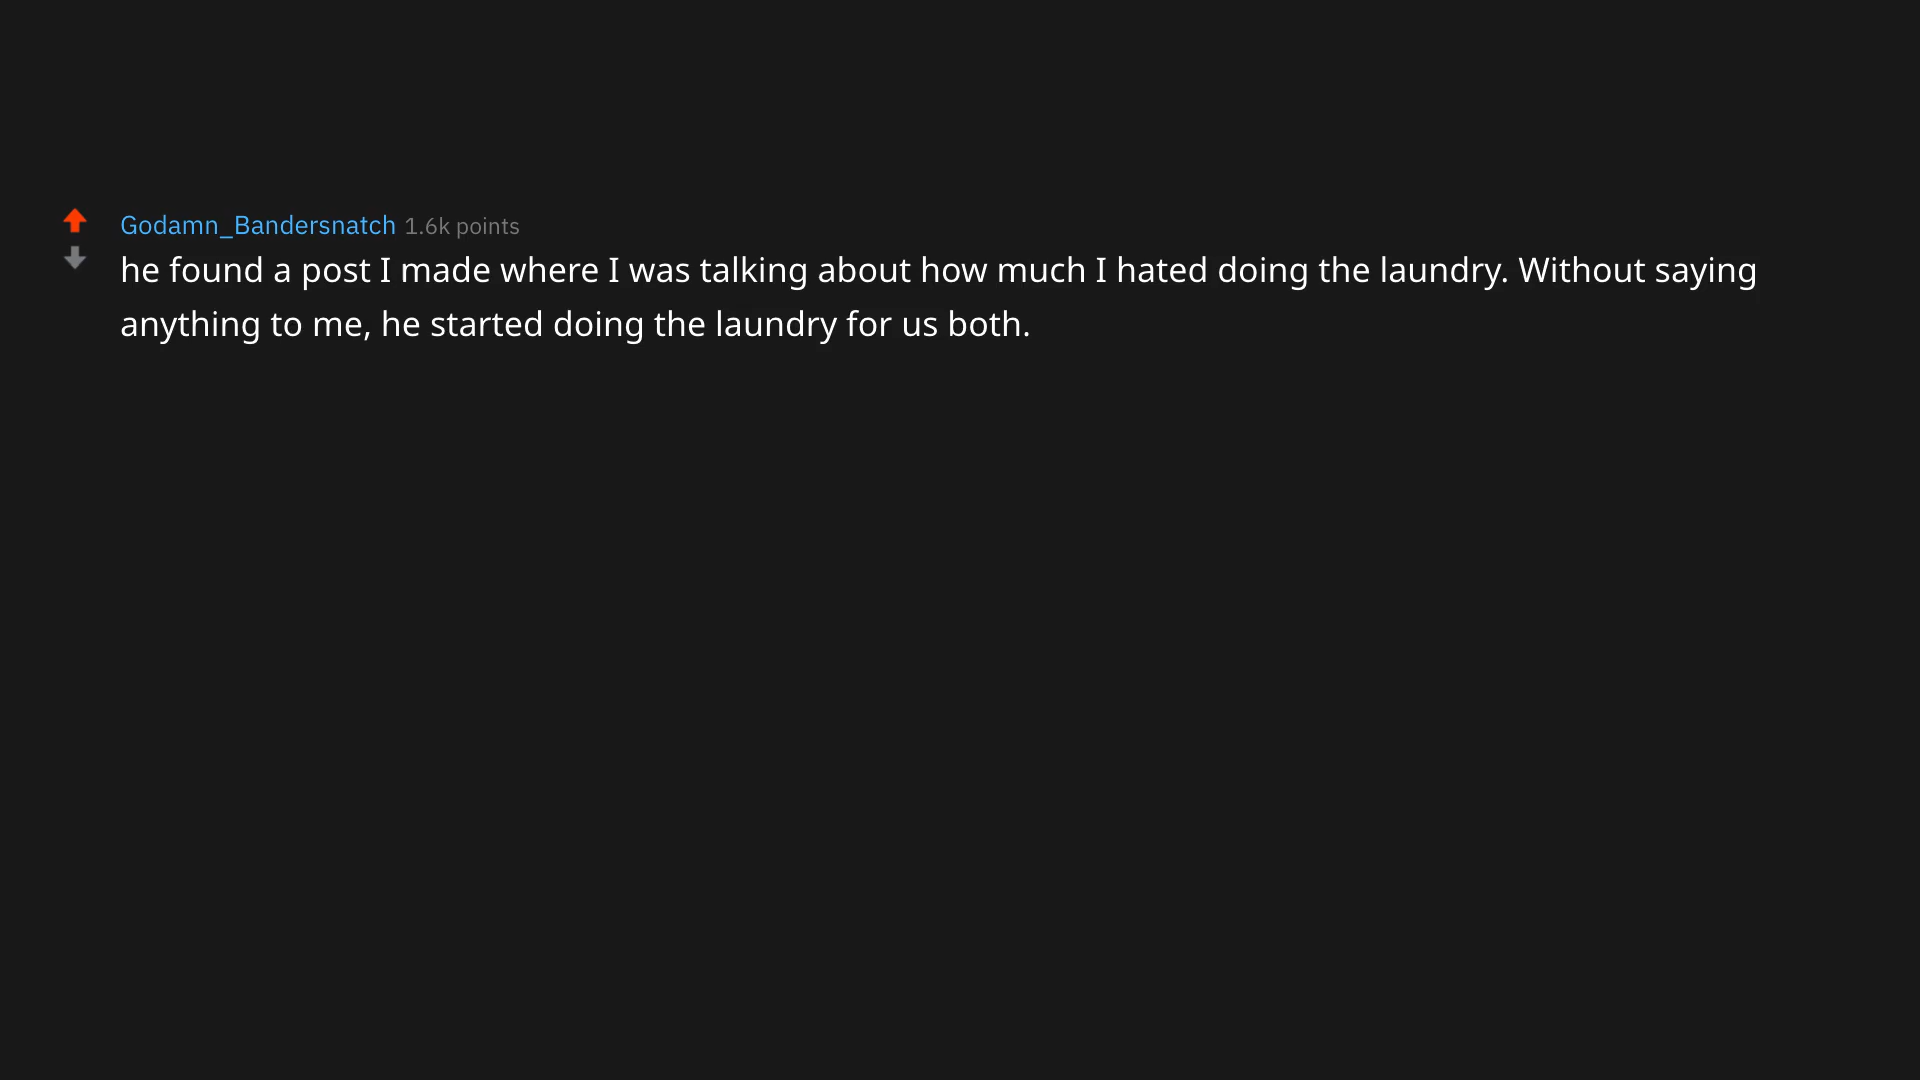 Godamn_Bandersnatch 1.6k points
he found a post I made where I was talking about how much I hated doing the laundry. Without saying
anything to me, he started doing the laundry for us both.